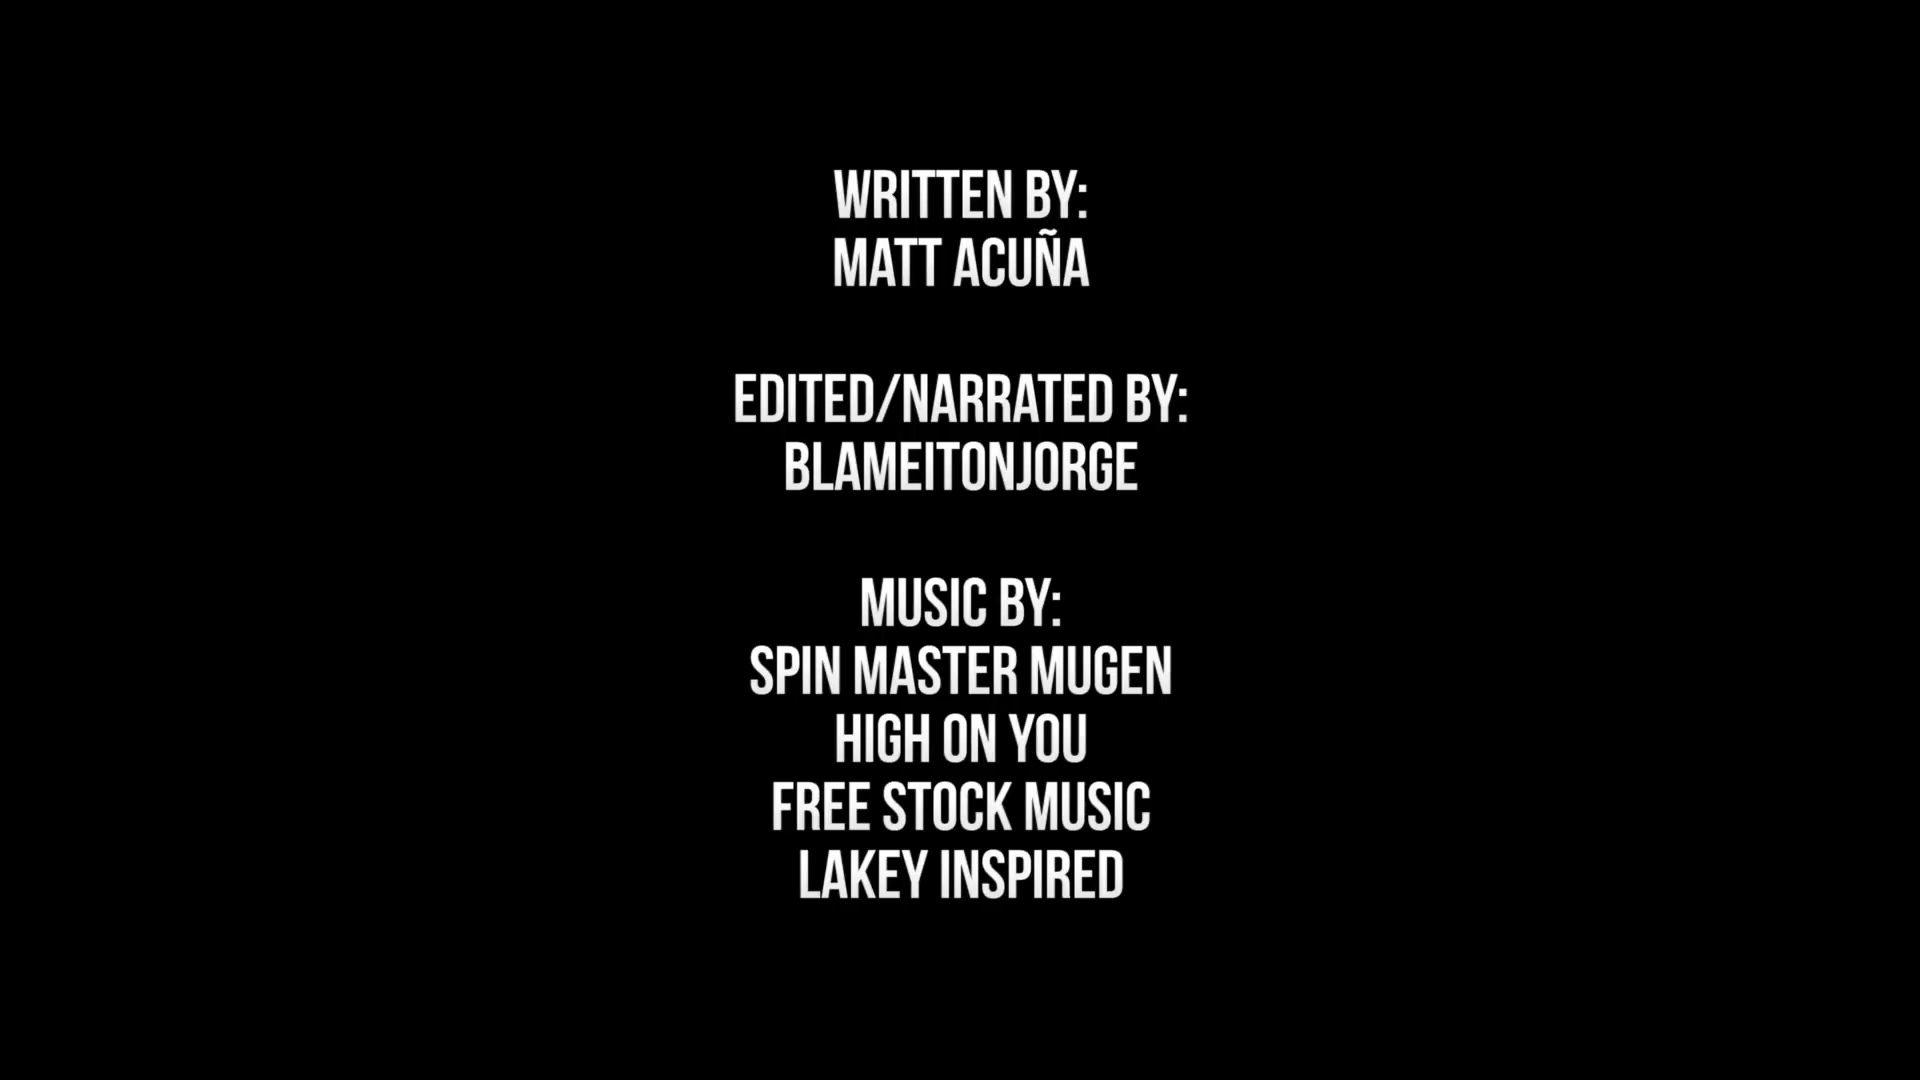 WRITTEN BY:
MATT ACUÑA
EDITED/NARRATED BY:
BLAMEITONJORGE
MUSIC BY:
SPIN MASTER MUGEN
HIGH ON YOU
FREE STOCK MUSIC
LAKEY INSPIRED